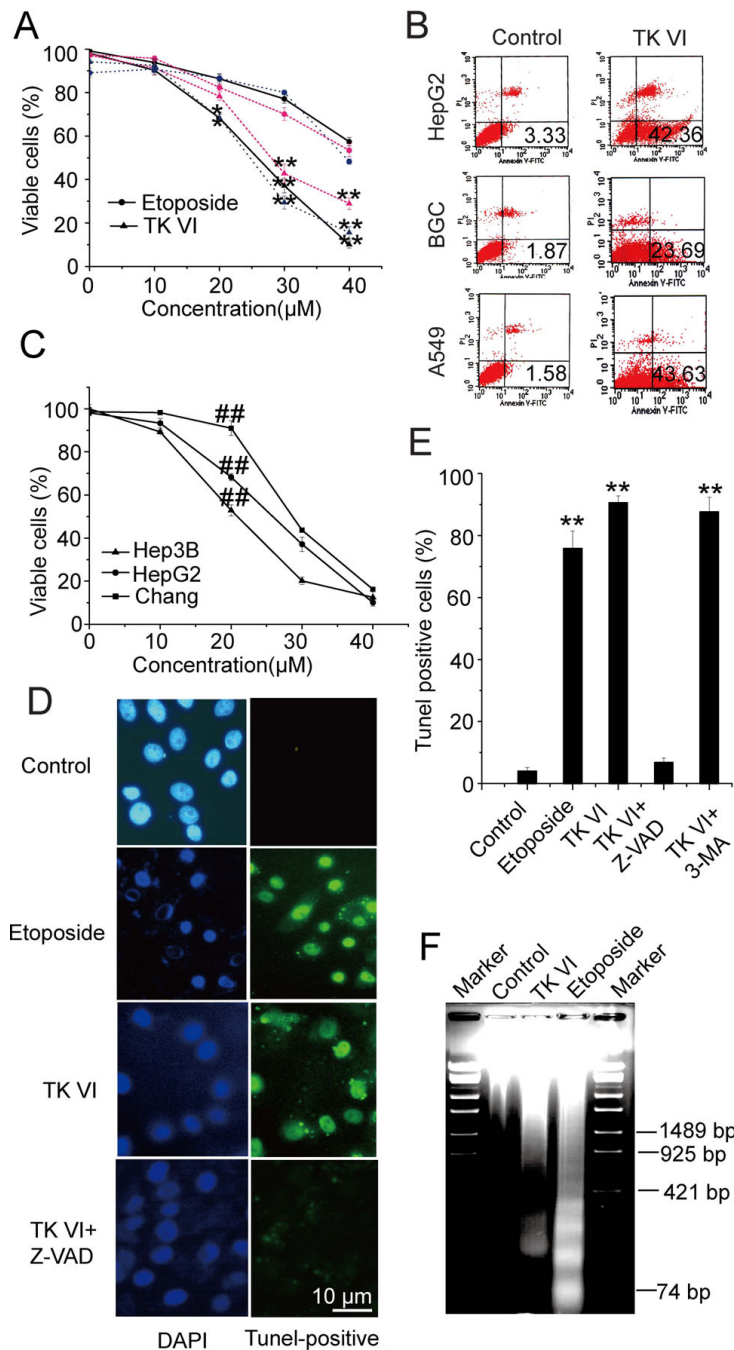 A
100
80
60
40
20
0
Viable cells (%)
**
**
**
**
**
**
**
Etoposide
TK VI
0 10 20 30 40
Concentration(μM)
B
Control TK VI
HepG2
3.33
42.36
BGC
1.87
23.69
A549
1.58
43.63
PI
Annexin V-FITC
C
100
80
60
40
20
0
Viable cells (%)
##
##
##
Hep3B
HepG2
Chang
0 10 20 30 40
Concentration(μM)
D
Control
Etoposide
TK VI
TK VI+
Z-VAD
10 μm
DAPI Tunel-positive
E
100
80
60
40
20
0
Tunel positive cells (%)
** ** **
Control
Etoposide
TK VI
TK VI+
Z-VAD
TK VI+
3-MA
F
Marker
Control
TK VI
Etoposide
Marker
1489 bp
925 bp
421 bp
74 bp